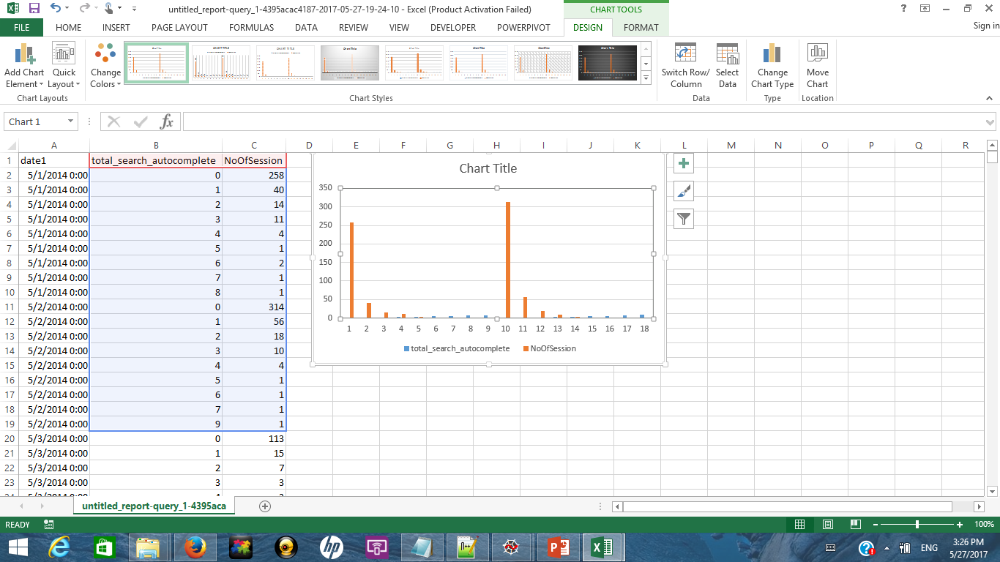 untitled_report-query_1-4395acac4187-2017-05-27-19-24-10 - Excel (Product Activation Failed)
CHART TOOLS
FILE HOME INSERT PAGE LAYOUT FORMULAS DATA REVIEW VIEW DEVELOPER POWERPIVOT DESIGN FORMAT Sign in
Add Chart Element Quick Layout Change Colors Switch Row/ Column Select Data Change Chart Type Move Chart
Chart Layouts Chart Styles Data Type Location
Chart 1 fx
A B C D E F G H I J K L M N O P Q R
1 date1 total_search_autocomplete NoOfSession
2 5/1/2014 0:00 0 258
3 5/1/2014 0:00 1 40
4 5/1/2014 0:00 2 14
5 5/1/2014 0:00 3 11
6 5/1/2014 0:00 4 4
7 5/1/2014 0:00 5 1
8 5/1/2014 0:00 6 2
9 5/1/2014 0:00 7 1
10 5/1/2014 0:00 8 1
11 5/2/2014 0:00 0 314
12 5/2/2014 0:00 1 56
13 5/2/2014 0:00 2 18
14 5/2/2014 0:00 3 10
15 5/2/2014 0:00 4 4
16 5/2/2014 0:00 5 1
17 5/2/2014 0:00 6 1
18 5/2/2014 0:00 7 1
19 5/2/2014 0:00 9 1
20 5/3/2014 0:00 0 113
21 5/3/2014 0:00 1 15
22 5/3/2014 0:00 2 7
23 5/3/2014 0:00 3 3
Chart Title
350
300
250
200
150
100
50
0
1 2 3 4 5 6 7 8 9 10 11 12 13 14 15 16 17 18
total_search_autocomplete NoOfSession
untitled_report-query_1-4395aca
READY 100%
ENG 3:26 PM
5/27/2017